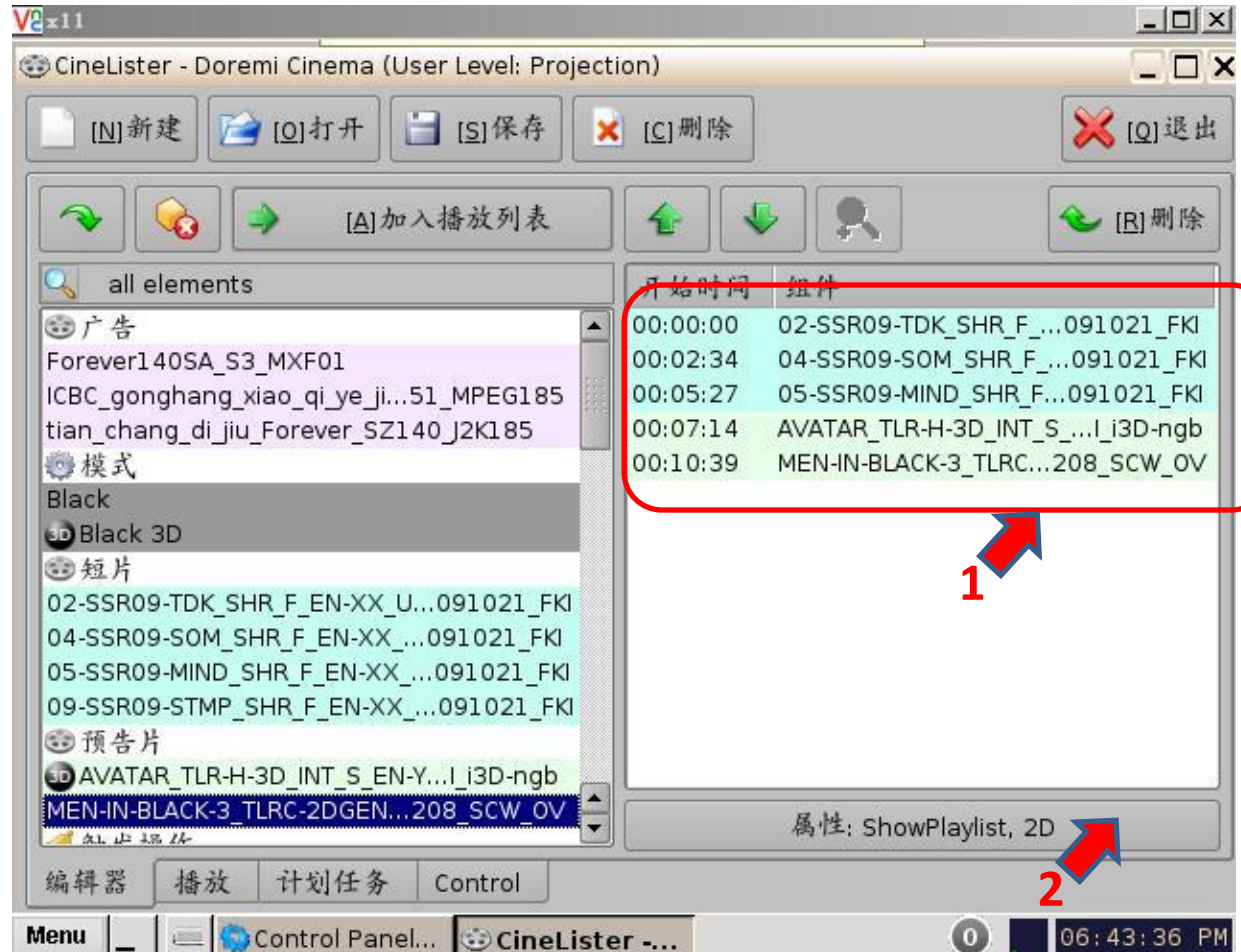 V2 x11
CineLister - Doremi Cinema (User Level: Projection)
[N]新建 [O]打开 [S]保存 [C]删除 [Q]退出
[A]加入播放列表 [R]删除
all elements
开始时间 组件
广告
Forever140SA_S3_MXF01
ICBC_gonghang_xiao_qi_ye_ji...51_MPEG185
tian_chang_di_jiu_Forever_SZ140_J2K185
模式
Black
3D Black 3D
短片
02-SSR09-TDK_SHR_F_EN-XX_U...091021_FKI
04-SSR09-SOM_SHR_F_EN-XX_...091021_FKI
05-SSR09-MIND_SHR_F_EN-XX_...091021_FKI
09-SSR09-STMP_SHR_F_EN-XX_...091021_FKI
预告片
3D AVATAR_TLR-H-3D_INT_S_EN-Y...I_i3D-ngb
MEN-IN-BLACK-3_TLRC-2DGEN...208_SCW_OV
00:00:00 02-SSR09-TDK_SHR_F_...091021_FKI
00:02:34 04-SSR09-SOM_SHR_F_...091021_FKI
00:05:27 05-SSR09-MIND_SHR_F...091021_FKI
00:07:14 AVATAR_TLR-H-3D_INT_S_...I_i3D-ngb
00:10:39 MEN-IN-BLACK-3_TLRC...208_SCW_OV
1
属性: ShowPlaylist, 2D
2
编辑器 播放 计划任务 Control
Menu Control Panel... CineLister -... 0 06:43:36 PM